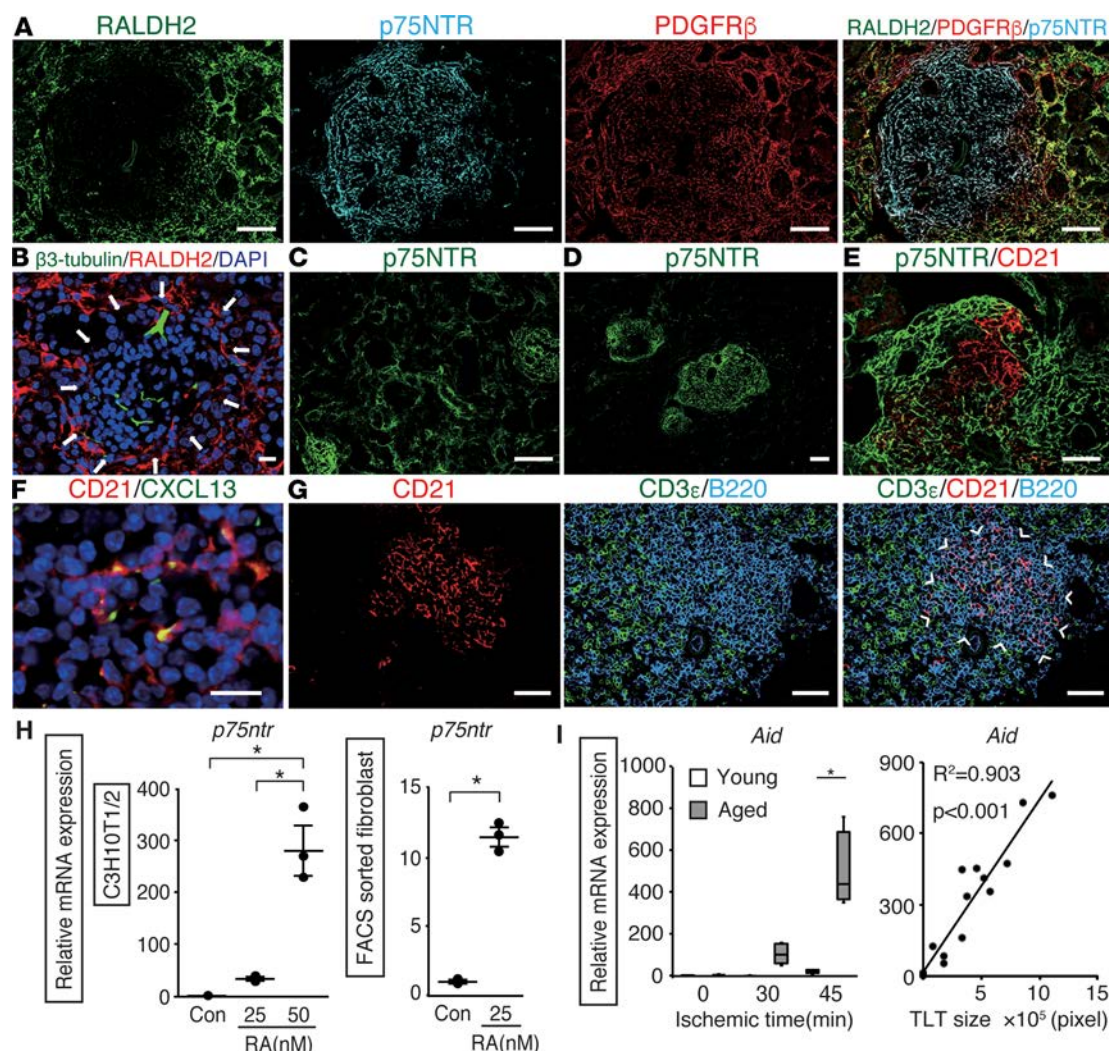 A
RALDH2
p75NTR
PDGFRβ
RALDH2/PDGFRβ/p75NTR
B β3-tubulin/RALDH2/DAPI
C p75NTR
D p75NTR
E p75NTR/CD21
F CD21/CXCL13
G CD21
CD3ε/B220
CD3ε/CD21/B220
H
Relative mRNA expression
C3H10T1/2
p75ntr
*
*
400
300
200
100
50
0
Con 25 50
RA(nM)
FACS sorted fibroblast
p75ntr
*
15
10
5
0
Con 25
RA(nM)
I
Relative mRNA expression
Aid
Young
Aged
*
1000
800
600
400
200
0
0 30 45
Ischemic time(min)
Aid
R²=0.903
p<0.001
900
600
300
0
5 10 15
TLT size ×10⁵ (pixel)